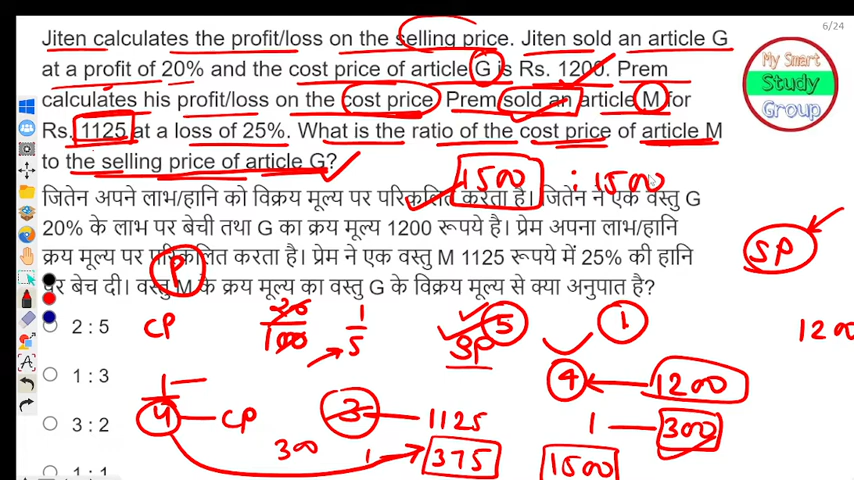 6/24
Jiten calculates the profit/loss on the selling price. Jiten sold an article G
at a profit of 20% and the cost price of article G is Rs. 1200. Prem
calculates his profit/loss on the cost price Prem sold an article M for
Rs. 1125 at a loss of 25%. What is the ratio of the cost price of article M
to the selling price of article G?
My Smart
Study
Group
1500 : 1500
जितेन अपने लाभ/हानि को विक्रय मूल्य पर परिकलित करता है। जितेन ने एक वस्तु G
20% के लाभ पर बेची तथा G का क्रय मूल्य 1200 रूपये है। प्रेम अपना लाभ/हानि
क्रय मूल्य पर परिकलित करता है। प्रेम ने एक वस्तु M 1125 रूपये में 25% की हानि
पर बेच दी। वस्तु M के क्रय मूल्य का वस्तु G के विक्रय मूल्य से क्या अनुपात है?
SP
P
2 : 5
CP
20/100
1/5
SP 5
1
1200
1 : 3
4
1200
1/4
CP
3
1125
1
300
3 : 2
300
1
375
1500
1 : 1